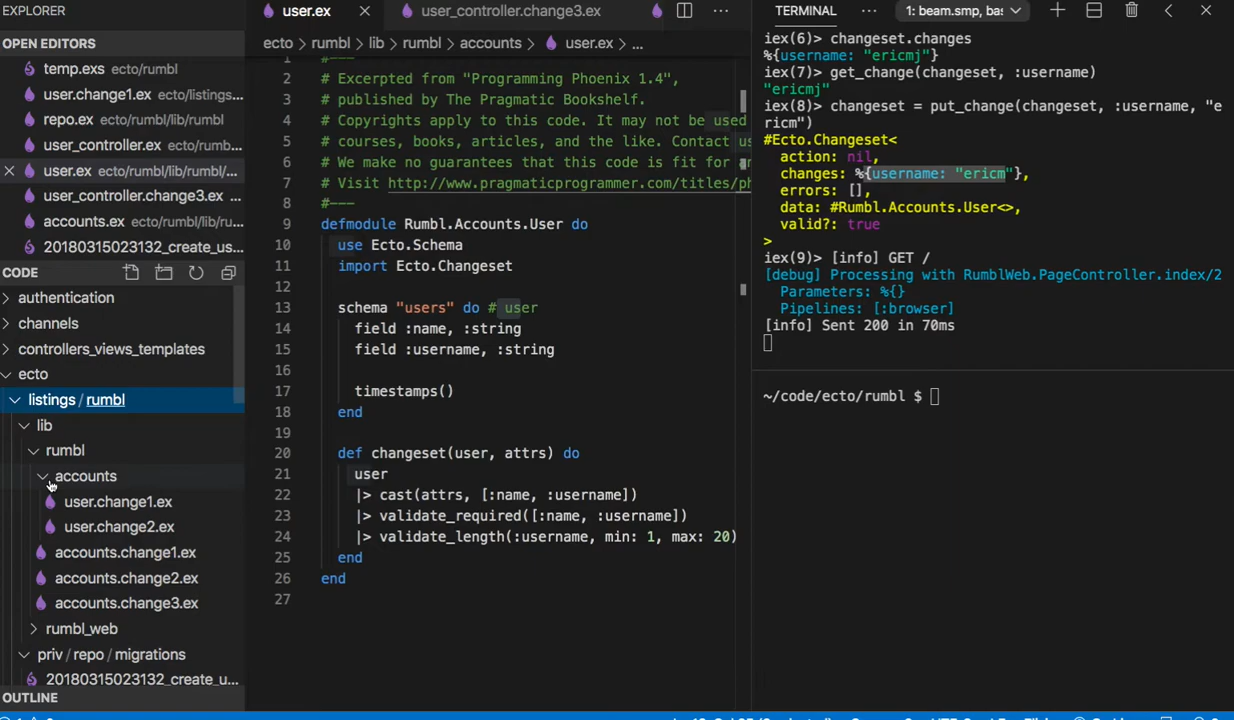 EXPLORER
OPEN EDITORS
temp.exs ecto/rumbl
user.change1.ex ecto/listings...
repo.ex ecto/rumbl/lib/rumbl
user_controller.ex ecto/rumb...
user.ex ecto/rumbl/lib/rumbl/...
user_controller.change3.ex ...
accounts.ex ecto/rumbl/lib/ru...
20180315023132_create_us...
CODE
authentication
channels
controllers_views_templates
ecto
listings / rumbl
lib
rumbl
accounts
user.change1.ex
user.change2.ex
accounts.change1.ex
accounts.change2.ex
accounts.change3.ex
rumbl_web
priv / repo / migrations
20180315023132_create_u...
OUTLINE
user.ex
user_controller.change3.ex
ecto > rumbl > lib > rumbl > accounts > user.ex > ...
1 #---
2 # Excerpted from "Programming Phoenix 1.4",
3 # published by The Pragmatic Bookshelf.
4 # Copyrights apply to this code. It may not be used
5 # courses, books, articles, and the like. Contact us
6 # We make no guarantees that this code is fit for an
7 # Visit http://www.pragmaticprogrammer.com/titles/ph
8 #---
9 defmodule Rumbl.Accounts.User do
10 use Ecto.Schema
11 import Ecto.Changeset
12
13 schema "users" do # user
14 field :name, :string
15 field :username, :string
16
17 timestamps()
18 end
19
20 def changeset(user, attrs) do
21 user
22 |> cast(attrs, [:name, :username])
23 |> validate_required([:name, :username])
24 |> validate_length(:username, min: 1, max: 20)
25 end
26 end
27
TERMINAL ... 1: beam.smp, bas
iex(6)> changeset.changes
%{username: "ericmj"}
iex(7)> get_change(changeset, :username)
"ericmj"
iex(8)> changeset = put_change(changeset, :username, "e
ricm")
#Ecto.Changeset<
action: nil,
changes: %{username: "ericm"},
errors: [],
data: #Rumbl.Accounts.User<>,
valid?: true
>
iex(9)> [info] GET /
[debug] Processing with RumblWeb.PageController.index/2
Parameters: %{}
Pipelines: [:browser]
[info] Sent 200 in 70ms
~/code/ecto/rumbl $